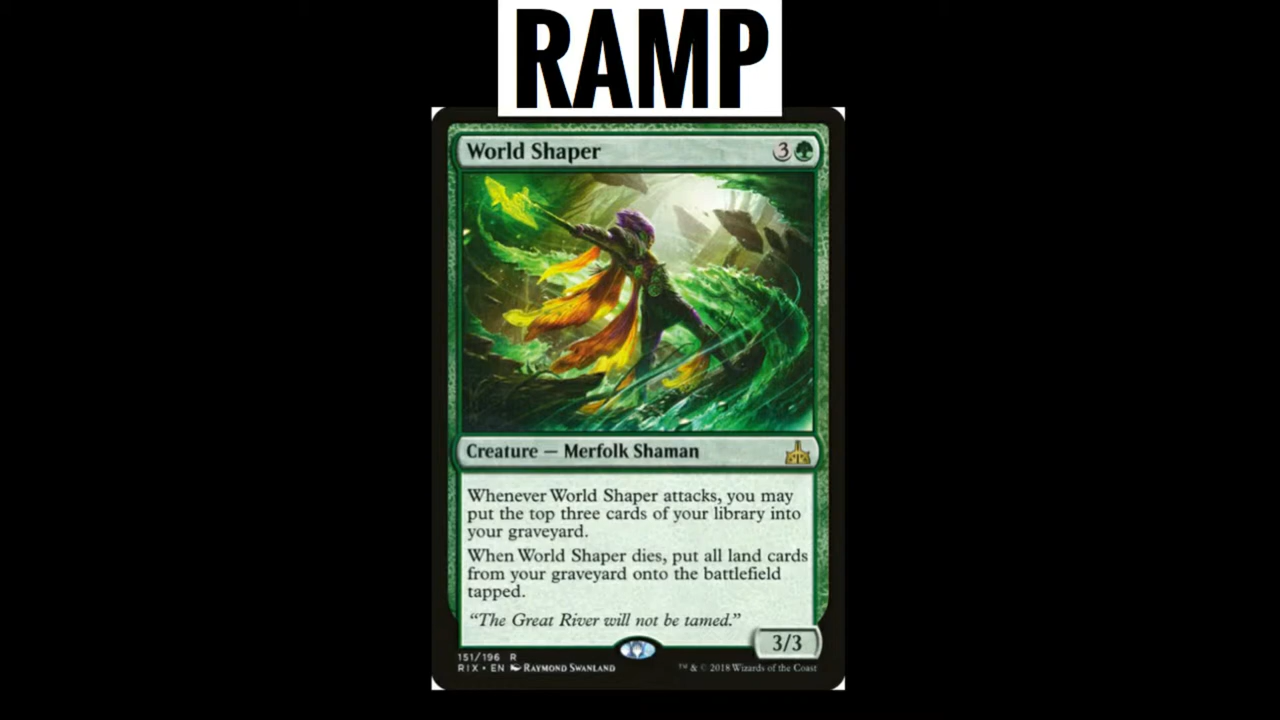 RAMP
World Shaper 3
Creature — Merfolk Shaman
Whenever World Shaper attacks, you may
put the top three cards of your library into
your graveyard.
When World Shaper dies, put all land cards
from your graveyard onto the battlefield
tapped.
“The Great River will not be tamed.”
3/3
151/196 R
RIX • EN Raymond Swanland
™ & © 2018 Wizards of the Coast